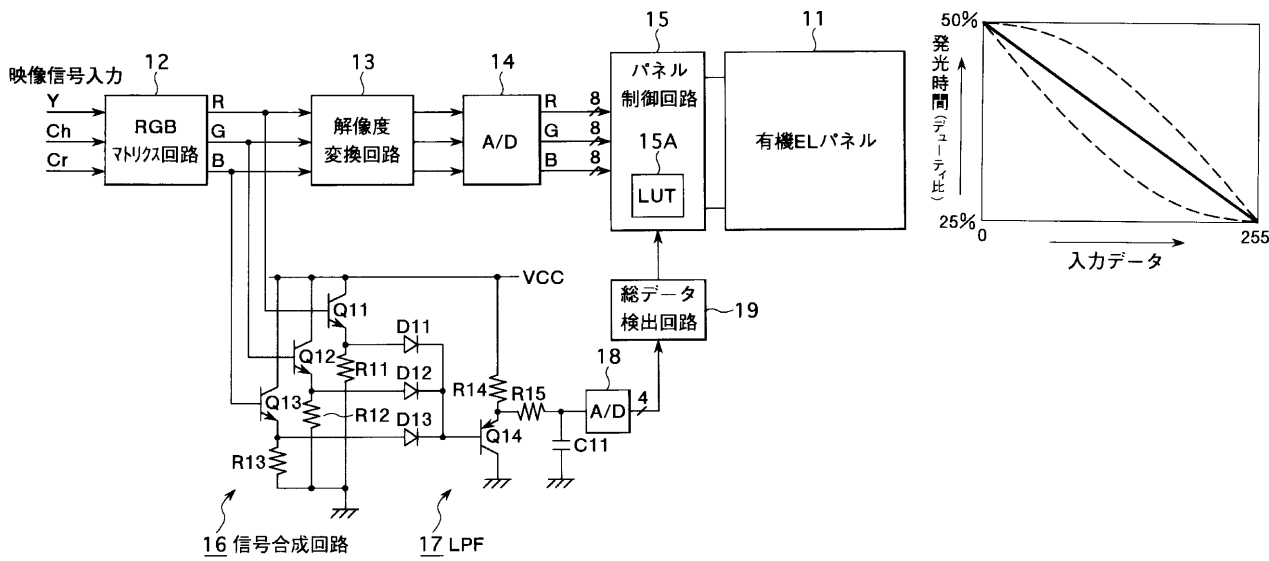 映像信号入力
Y
Ch
Cr
12
RGB
マトリクス回路
R
G
B
13
解像度
変換回路
14
A/D
R
G
B
8
8
8
15
パネル
制御回路
15A
LUT
11
有機ELパネル
50%
発光時間(デューティ比)
25%
0
255
入力データ
VCC
Q11
Q12
Q13
R11
R12
R13
D11
D12
D13
R14
Q14
R15
C11
18
A/D
4
総データ
検出回路
19
16 信号合成回路
17 LPF